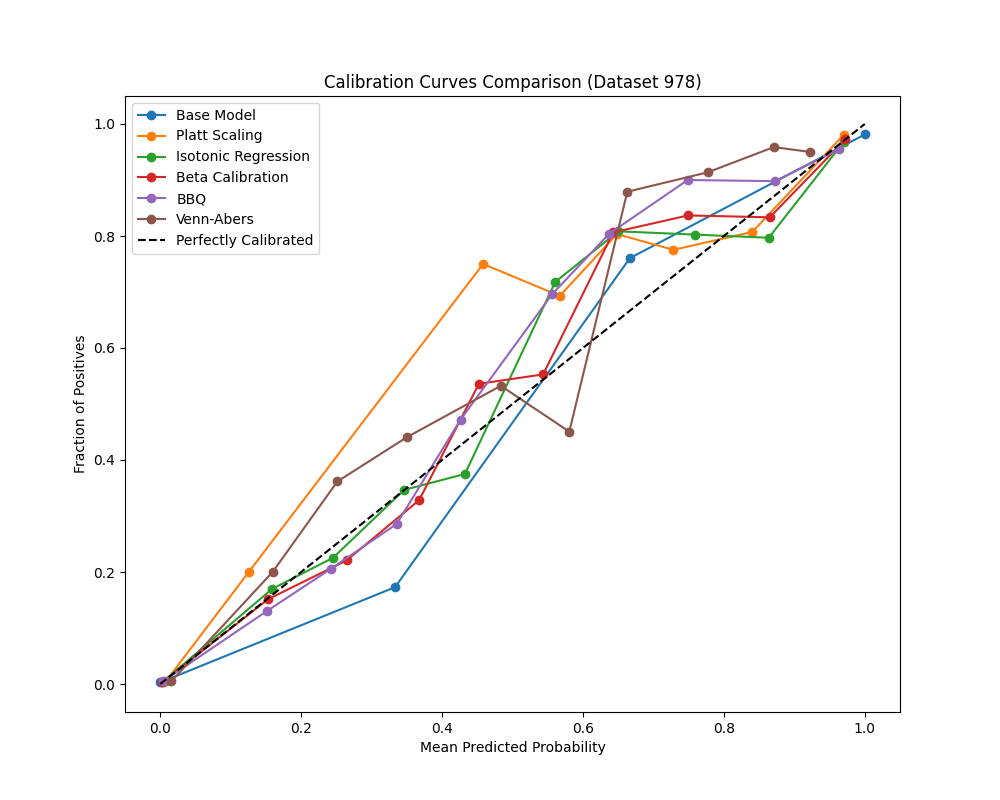 Calibration Curves Comparison (Dataset 978)
Base Model
Platt Scaling
Isotonic Regression
Beta Calibration
BBQ
Venn-Abers
Perfectly Calibrated
Fraction of Positives
1.0
0.8
0.6
0.4
0.2
0.0
0.0 0.2 0.4 0.6 0.8 1.0
Mean Predicted Probability